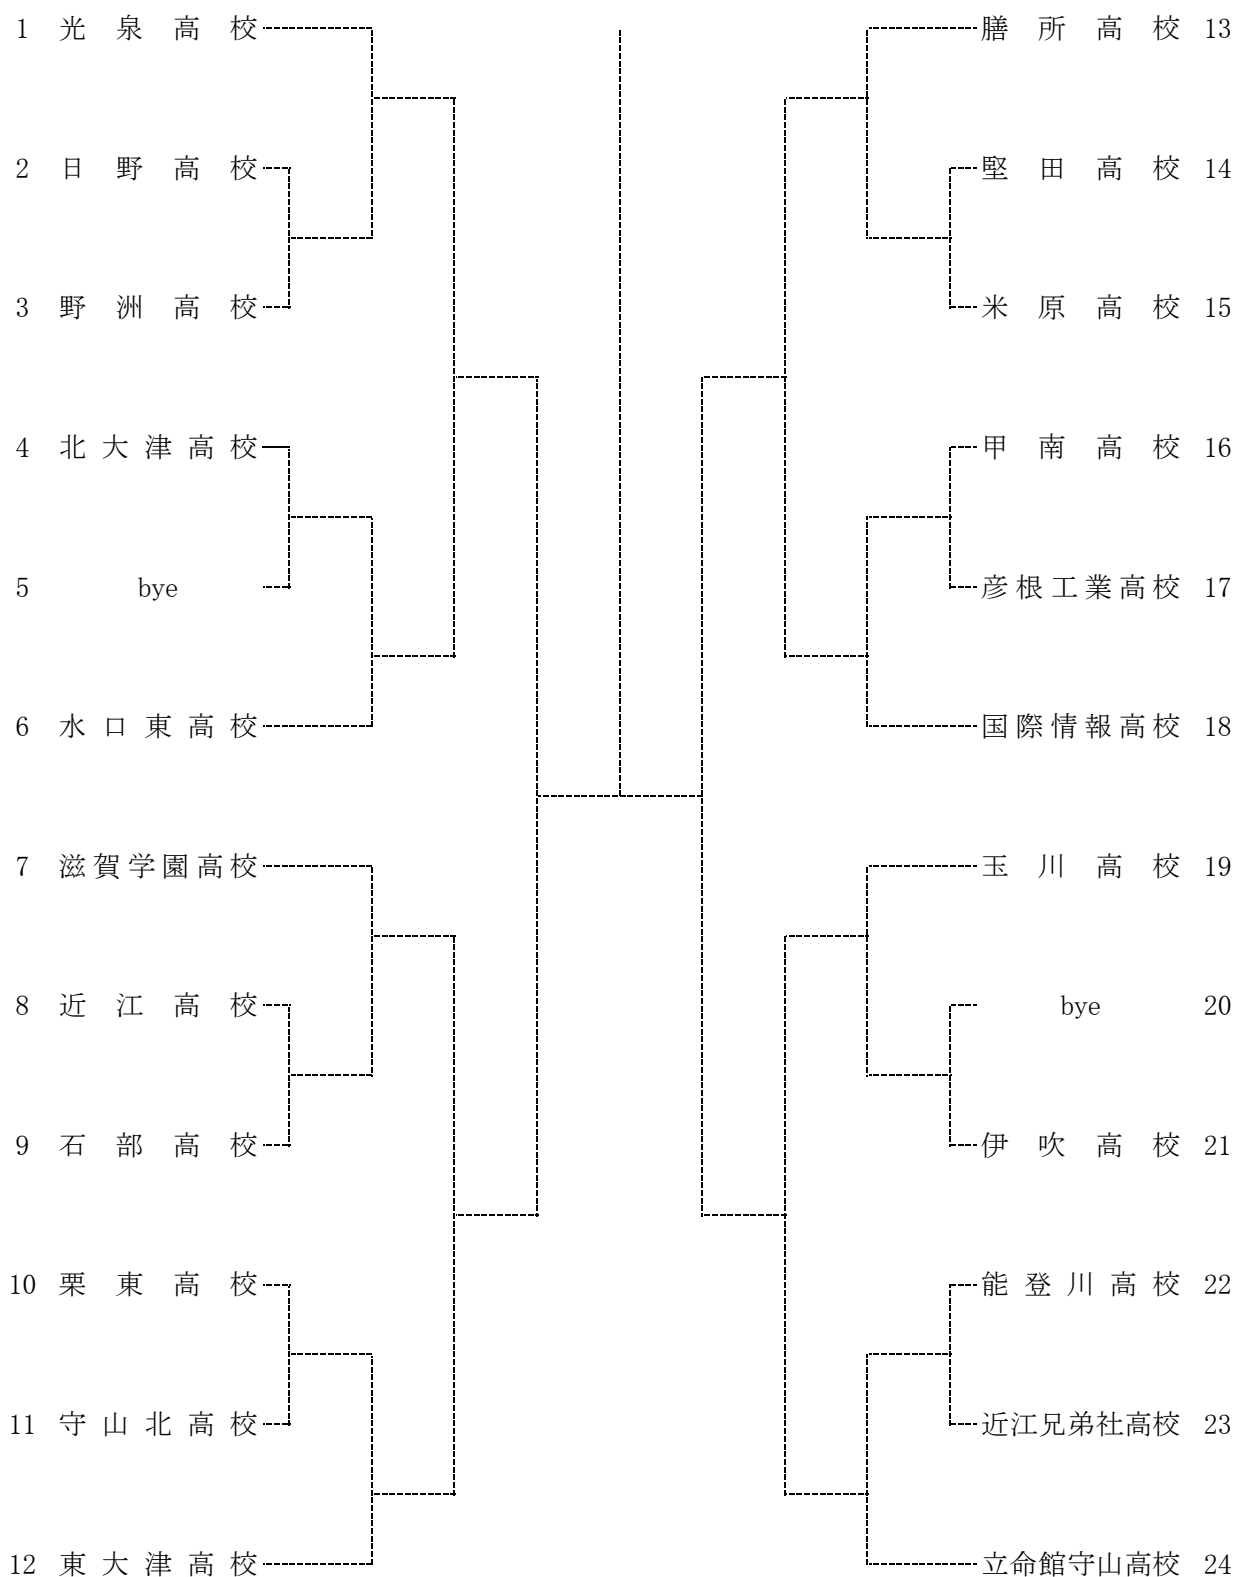 1 光泉高校
2 日野高校
3 野洲高校
4 北大津高校
5 bye
6 水口東高校
7 滋賀学園高校
8 近江高校
9 石部高校
10 栗東高校
11 守山北高校
12 東大津高校
膳所高校 13
堅田高校 14
米原高校 15
甲南高校 16
彦根工業高校 17
国際情報高校 18
玉川高校 19
bye 20
伊吹高校 21
能登川高校 22
近江兄弟社高校 23
立命館守山高校 24